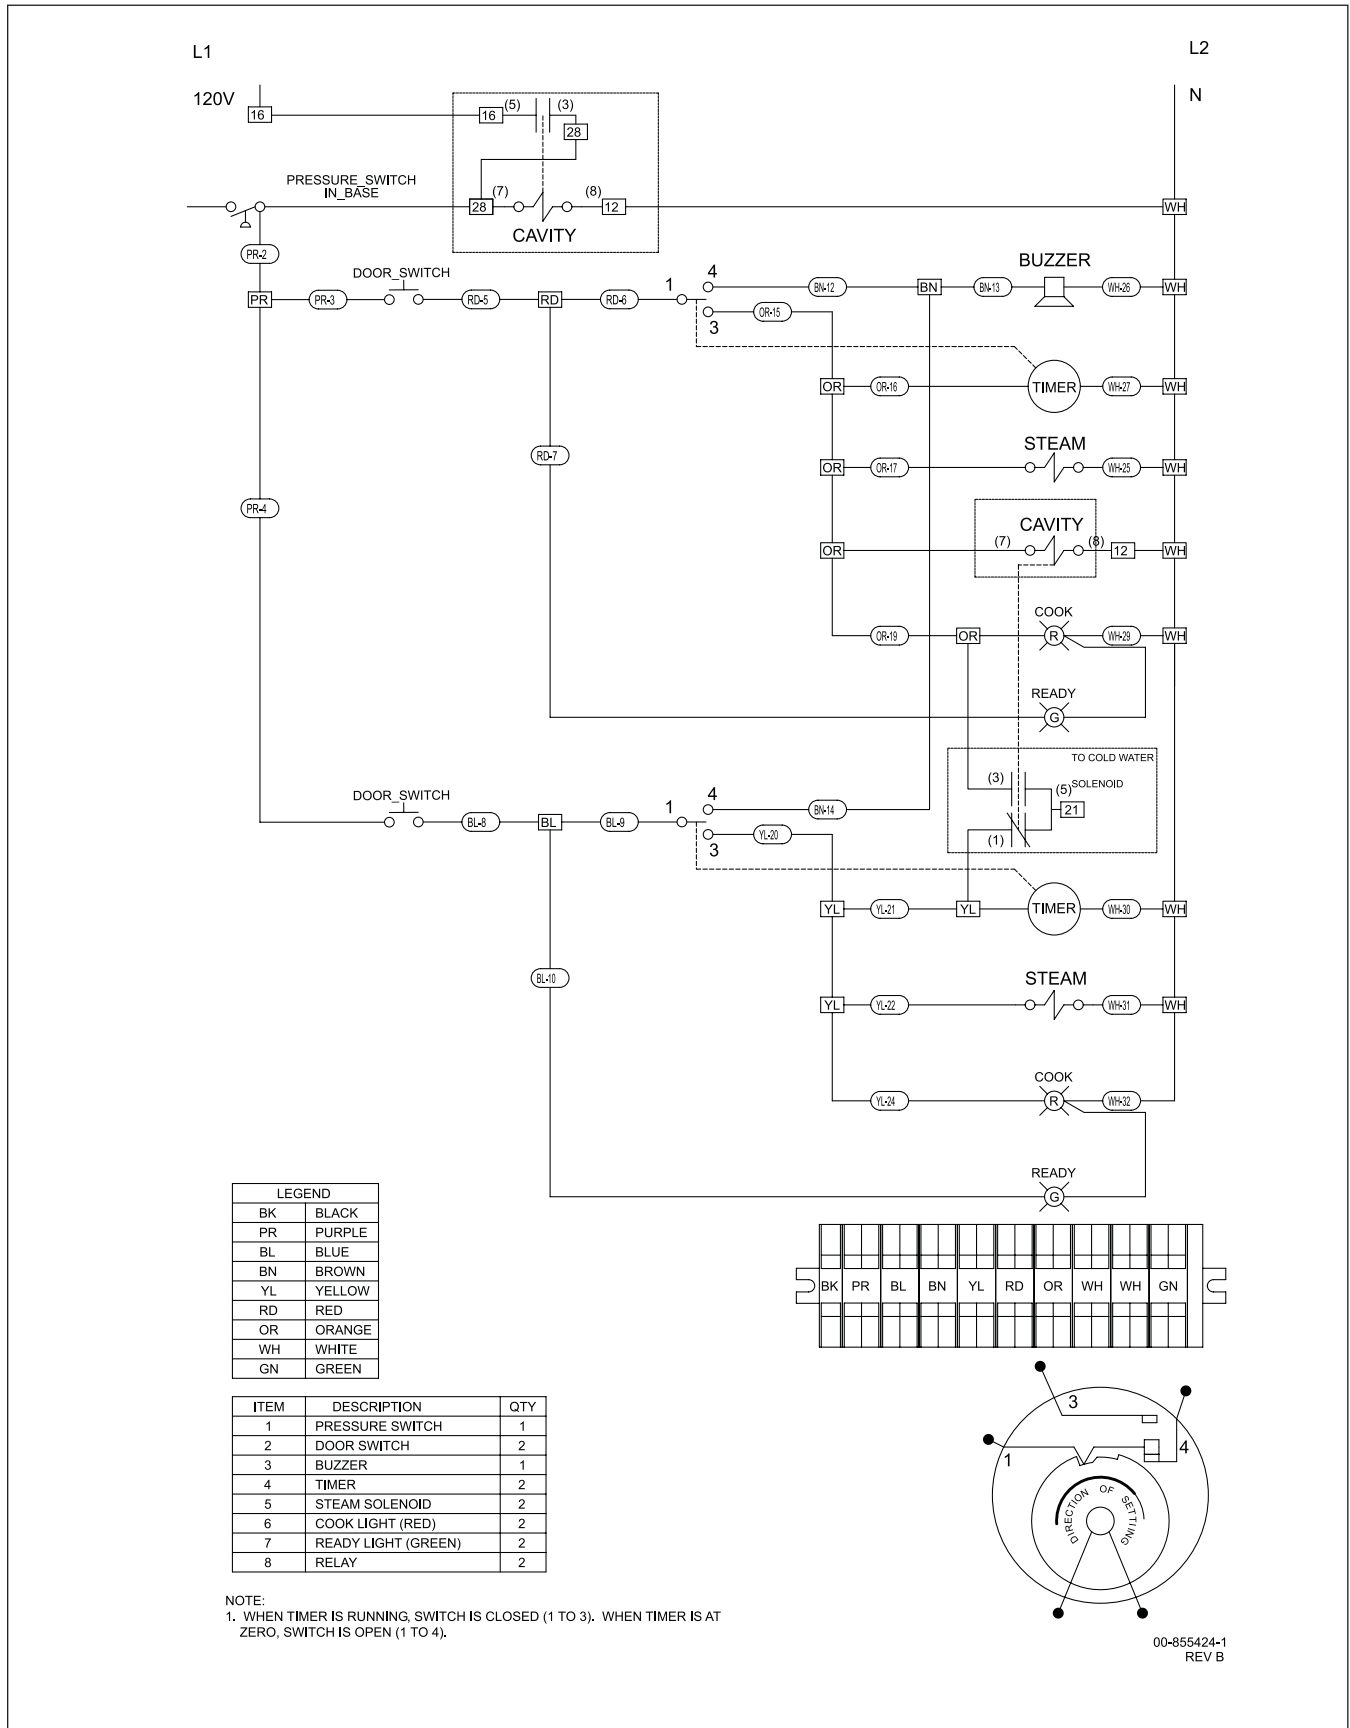 L1
L2
120V
N
16
16
(5)
(3)
28
PRESSURE_SWITCH
IN_BASE
28
(7)
(8)
12
WH
CAVITY
PR-2
DOOR_SWITCH
BUZZER
PR
PR-3
RD-5
RD
RD-6
1
4
BN-12
BN
BN-13
WH-26
WH
3
OR-15
OR
OR-16
TIMER
WH-27
WH
STEAM
RD-7
OR
OR-17
WH-25
WH
PR-4
CAVITY
OR
(7)
(8)
12
WH
COOK
OR-19
OR
R
WH-29
WH
READY
G
TO COLD WATER
(3)
(5)
SOLENOID
21
(1)
DOOR_SWITCH
BL-8
BL
BL-9
1
4
BN-14
3
YL-20
YL
YL-21
YL
TIMER
WH-30
WH
BL-10
STEAM
YL
YL-22
WH-31
WH
COOK
YL-24
R
WH-32
READY
G
LEGEND
BK BLACK
PR PURPLE
BL BLUE
BN BROWN
YL YELLOW
RD RED
OR ORANGE
WH WHITE
GN GREEN
BK PR BL BN YL RD OR WH WH GN
ITEM DESCRIPTION QTY
1 PRESSURE SWITCH 1
2 DOOR SWITCH 2
3 BUZZER 1
4 TIMER 2
5 STEAM SOLENOID 2
6 COOK LIGHT (RED) 2
7 READY LIGHT (GREEN) 2
8 RELAY 2
3
4
1
DIRECTION OF SETTING
NOTE:
1. WHEN TIMER IS RUNNING, SWITCH IS CLOSED (1 TO 3). WHEN TIMER IS AT
ZERO, SWITCH IS OPEN (1 TO 4).
00-855424-1
REV B